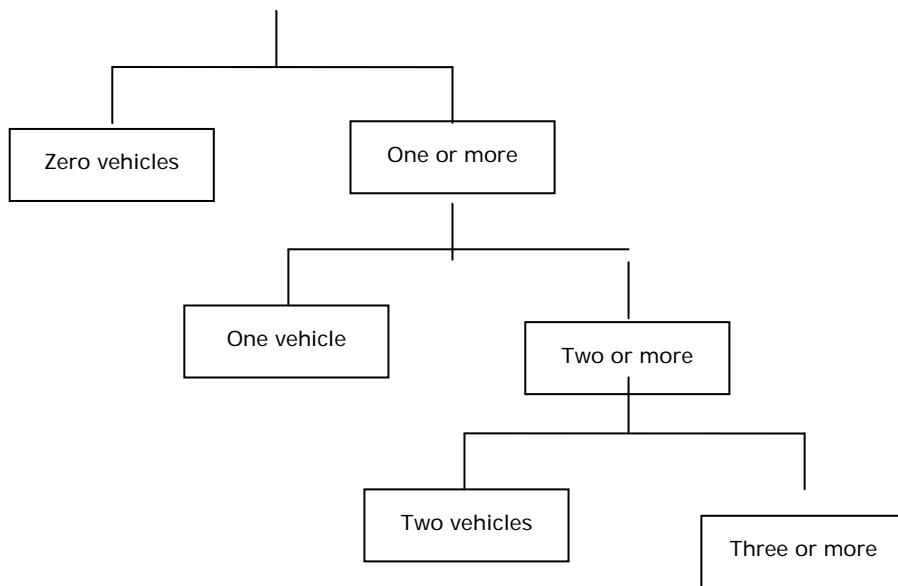 Zero vehicles
One or more
One vehicle
Two or more
Two vehicles
Three or more